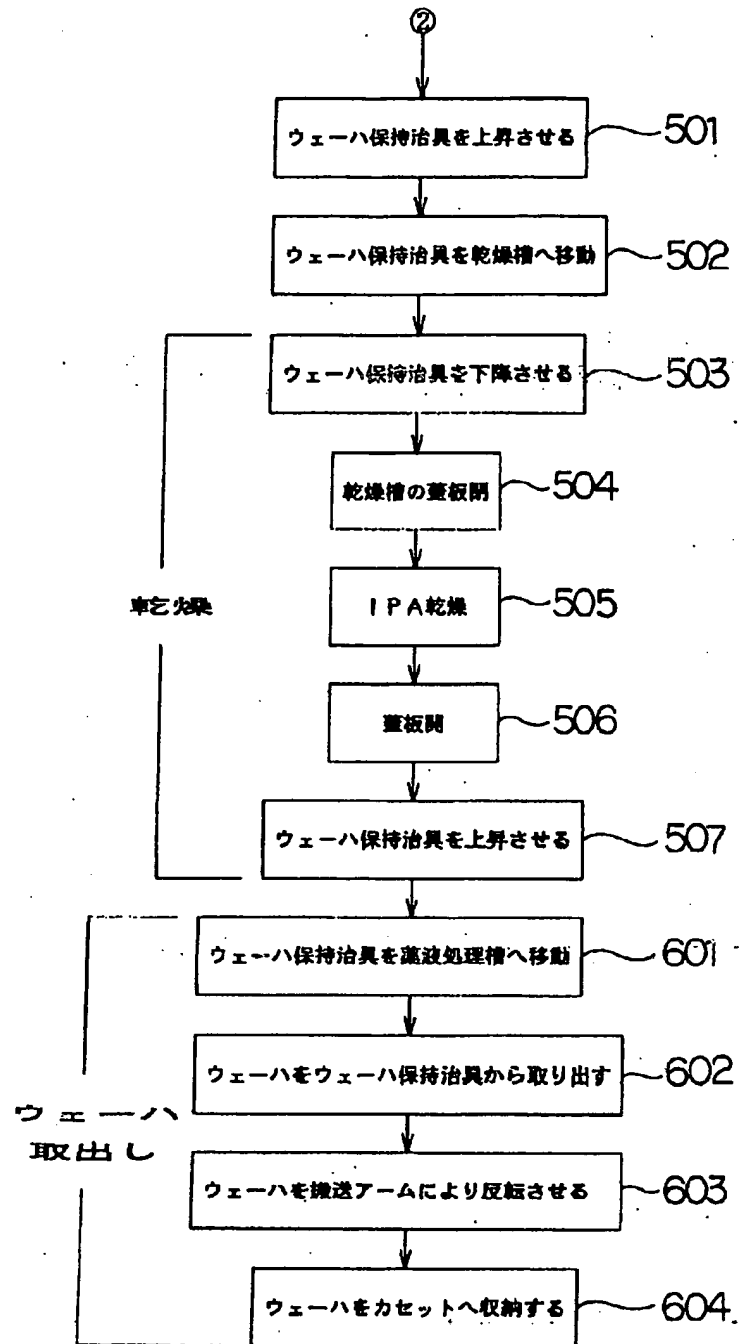 ②
ウェーハ保持治具を上昇させる 501
ウェーハ保持治具を乾燥槽へ移動 502
ウェーハ保持治具を下降させる 503
乾燥槽の蓋板閉 504
乾燥
IPA乾燥 505
蓋板開 506
ウェーハ保持治具を上昇させる 507
ウェーハ保持治具を薬液処理槽へ移動 601
ウェーハをウェーハ保持治具から取り出す 602
ウェーハ
取出し
ウェーハを搬送アームにより反転させる 603
ウェーハをカセットへ収納する 604